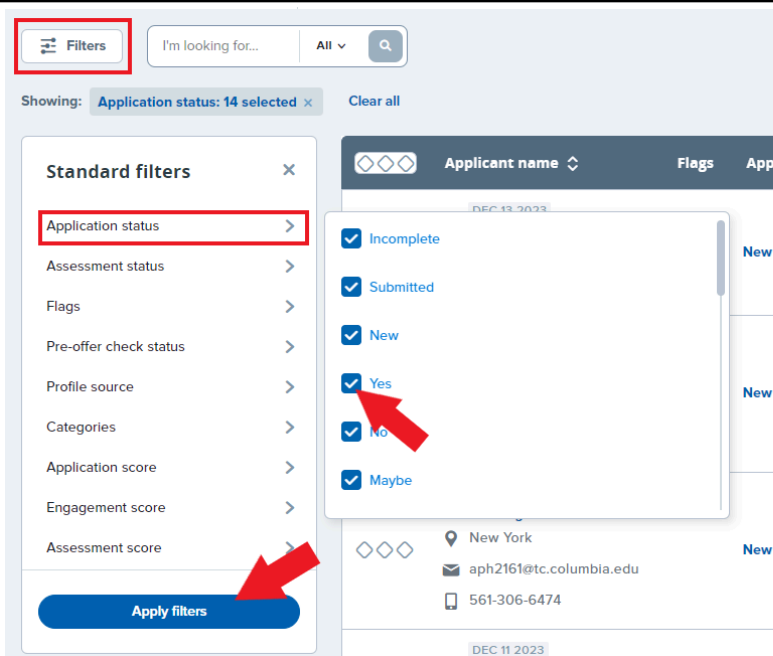 Filters
I'm looking for...
All
Showing:
Application status: 14 selected ×
Clear all
Standard filters
Applicant name
Flags
App
Application status
Assessment status
Flags
Pre-offer check status
Profile source
Categories
Application score
Engagement score
Assessment score
Apply filters
DEC 13 2023
Incomplete
Submitted
New
Yes
No
Maybe
New
New
New York
aph2161@tc.columbia.edu
561-306-6474
New
DEC 11 2023